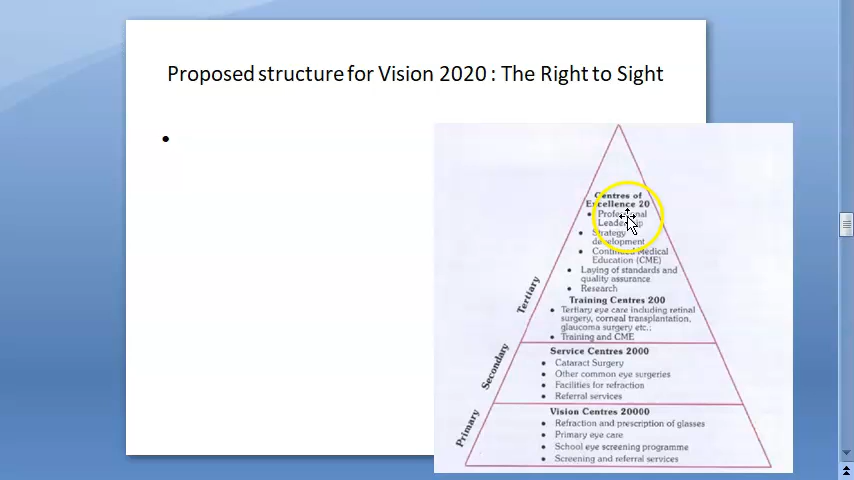 Proposed structure for Vision 2020 : The Right to Sight
•
Centres of
Excellence 20
• Professional
Leadership
• Strategy
development
• Continued Medical
Education (CME)
• Laying of standards and
quality assurance
• Research
Training Centres 200
• Tertiary eye care including retinal
surgery, corneal transplantation,
glaucoma surgery etc.;
• Training and CME
Tertiary
Service Centres 2000
• Cataract Surgery
• Other common eye surgeries
• Facilities for refraction
• Referral services
Secondary
Vision Centres 20000
• Refraction and prescription of glasses
• Primary eye care
• School eye screening programme
• Screening and referral services
Primary